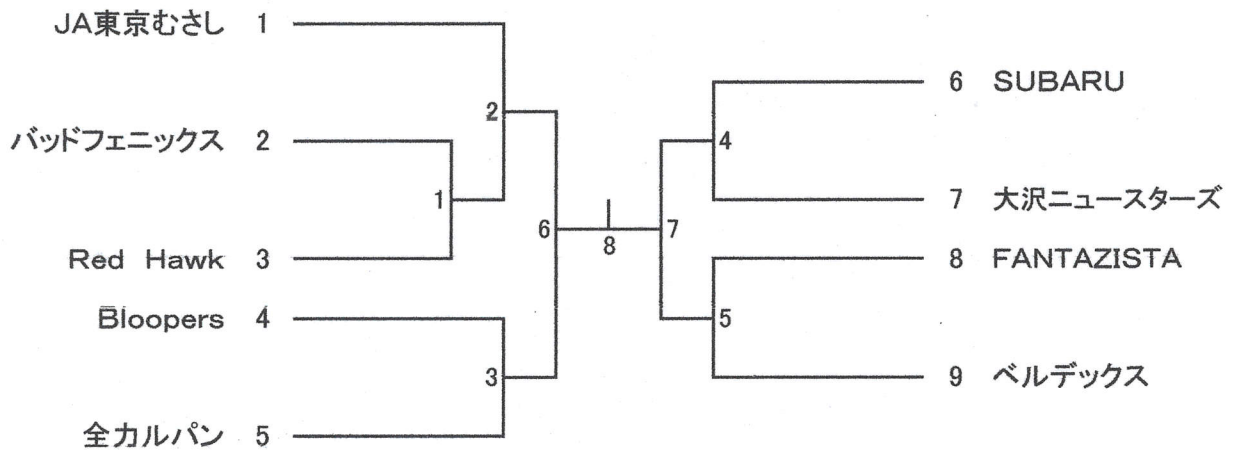 JA東京むさし 1
バッドフェニックス 2
Red Hawk 3
Bloopers 4
全力ルパン 5
1
2
3
6
8
7
4
5
6 SUBARU
7 大沢ニュースターズ
8 FANTAZISTA
9 ベルデックス